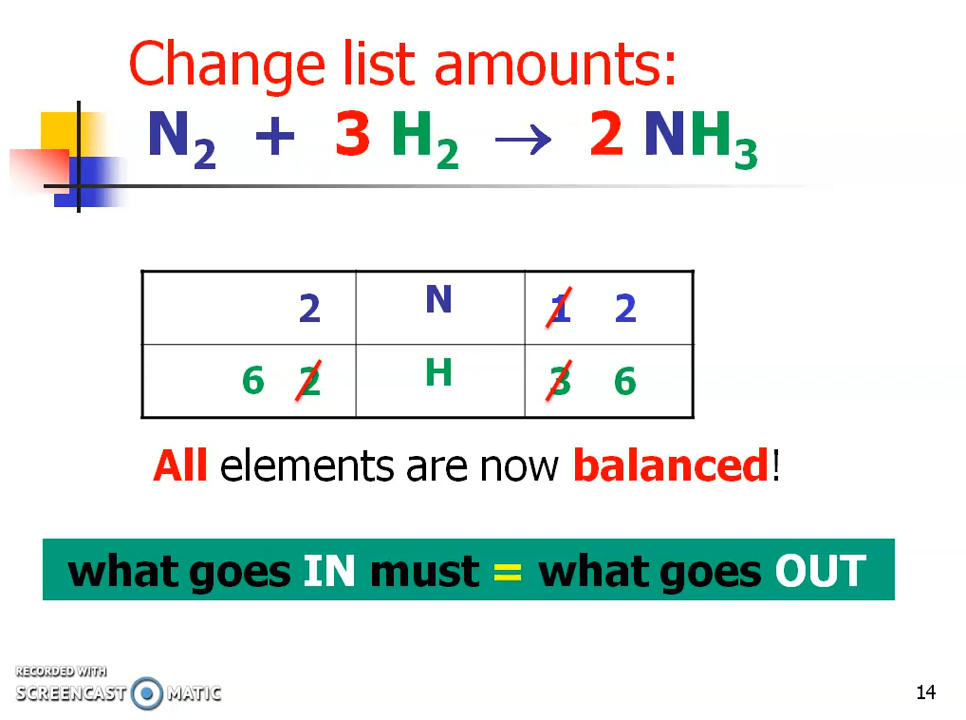 Change list amounts:
N₂ + 3 H₂ → 2 NH₃
2 N 1 2
6 2 H 3 6
All elements are now balanced!
what goes IN must = what goes OUT
RECORDED WITH
SCREENCAST MATIC
14